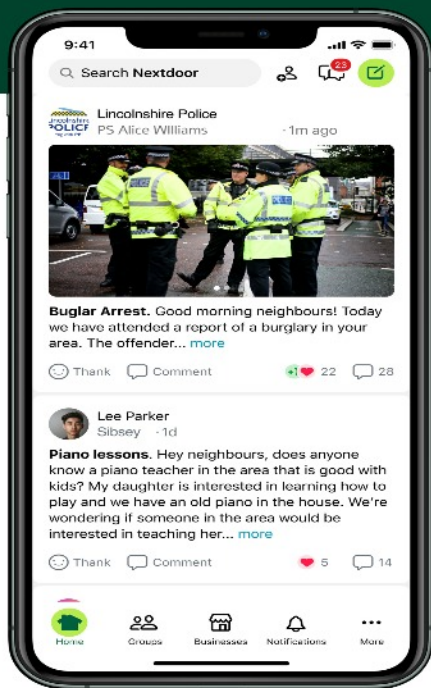 9:41
Search Nextdoor
23
Lincolnshire
POLICE
Lincolnshire Police
PS Alice Williams · 1m ago
Buglar Arrest. Good morning neighbours! Today
we have attended a report of a burglary in your
area. The offender... more
Thank Comment 22 28
Lee Parker
Sibsey · 1d
Piano lessons. Hey neighbours, does anyone
know a piano teacher in the area that is good with
kids? My daughter is interested in learning how to
play and we have an old piano in the house. We're
wondering if someone in the area would be
interested in teaching her... more
Thank Comment 5 14
Home Groups Businesses Notifications More